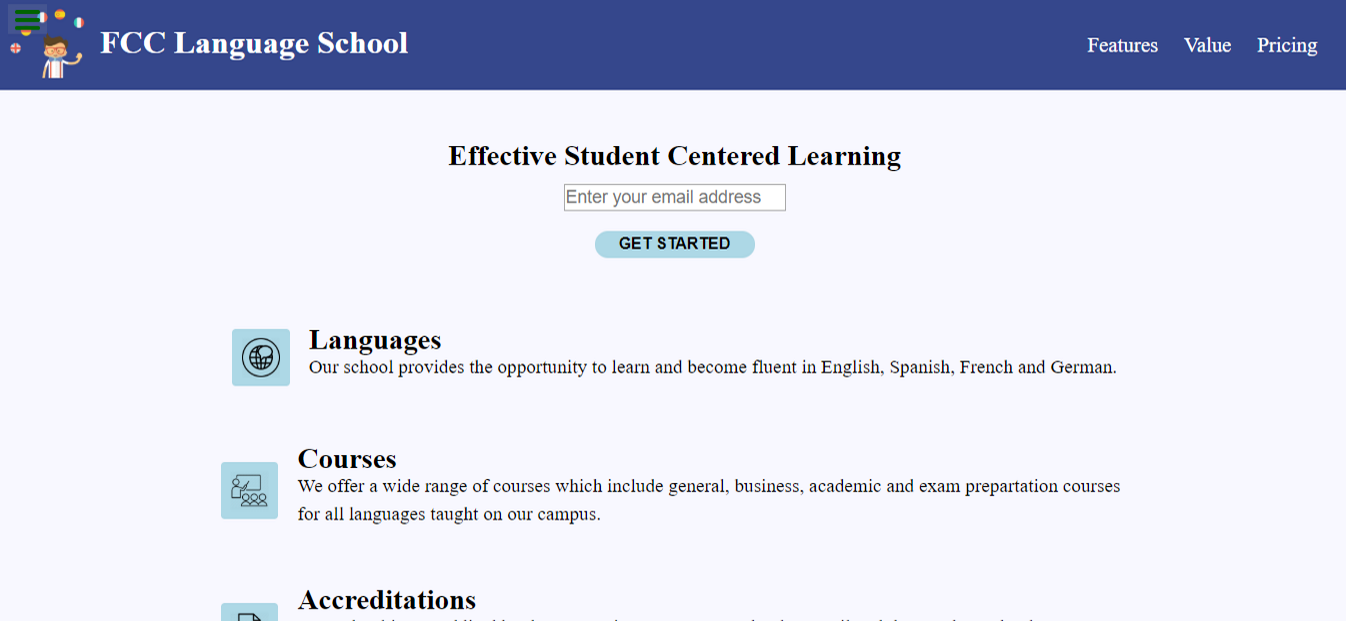 FCC Language School
Features Value Pricing
Effective Student Centered Learning
Enter your email address
GET STARTED
Languages
Our school provides the opportunity to learn and become fluent in English, Spanish, French and German.
Courses
We offer a wide range of courses which include general, business, academic and exam prepartation courses
for all languages taught on our campus.
Accreditations